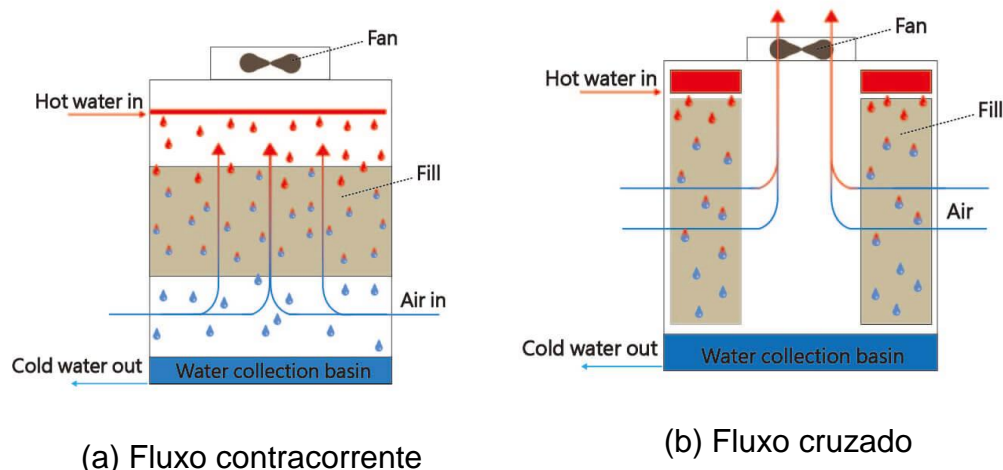 Fan
Hot water in
Fill
Air in
Cold water out
Water collection basin
(a) Fluxo contracorrente
Fan
Hot water in
Fill
Air
Cold water out
Water collection basin
(b) Fluxo cruzado